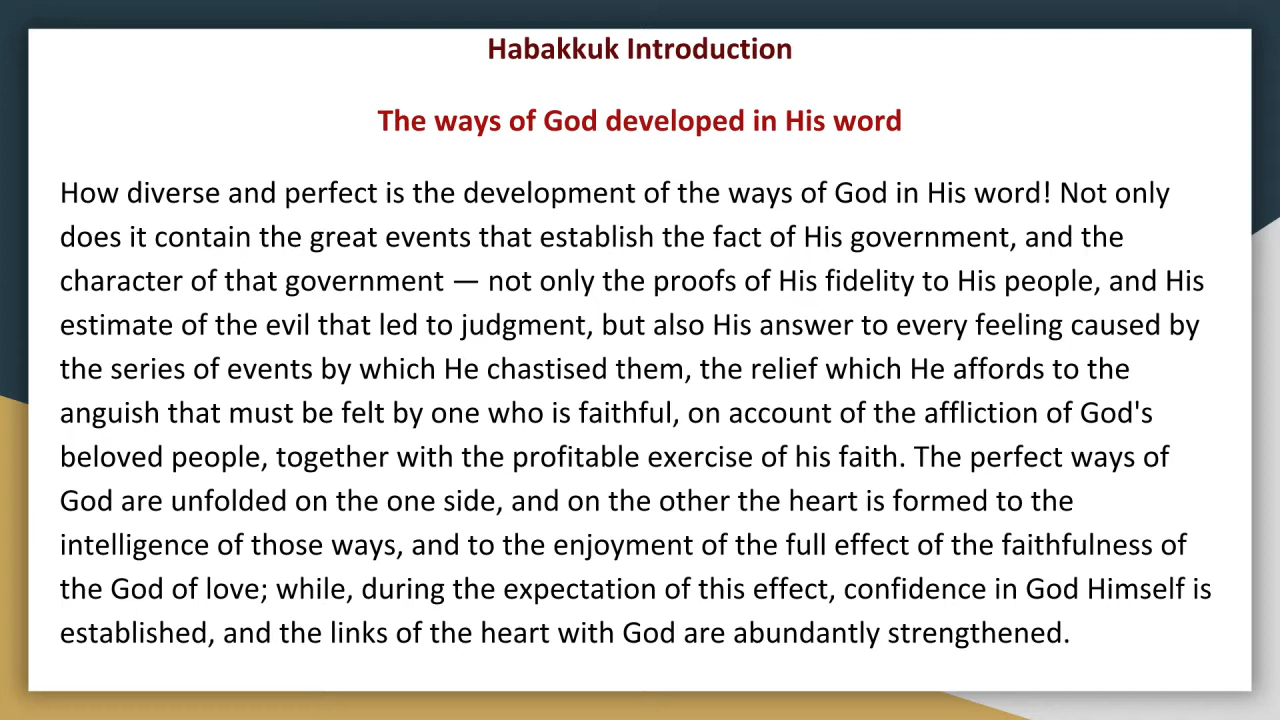 Habakkuk Introduction
The ways of God developed in His word
How diverse and perfect is the development of the ways of God in His word! Not only
does it contain the great events that establish the fact of His government, and the
character of that government — not only the proofs of His fidelity to His people, and His
estimate of the evil that led to judgment, but also His answer to every feeling caused by
the series of events by which He chastised them, the relief which He affords to the
anguish that must be felt by one who is faithful, on account of the affliction of God's
beloved people, together with the profitable exercise of his faith. The perfect ways of
God are unfolded on the one side, and on the other the heart is formed to the
intelligence of those ways, and to the enjoyment of the full effect of the faithfulness of
the God of love; while, during the expectation of this effect, confidence in God Himself is
established, and the links of the heart with God are abundantly strengthened.